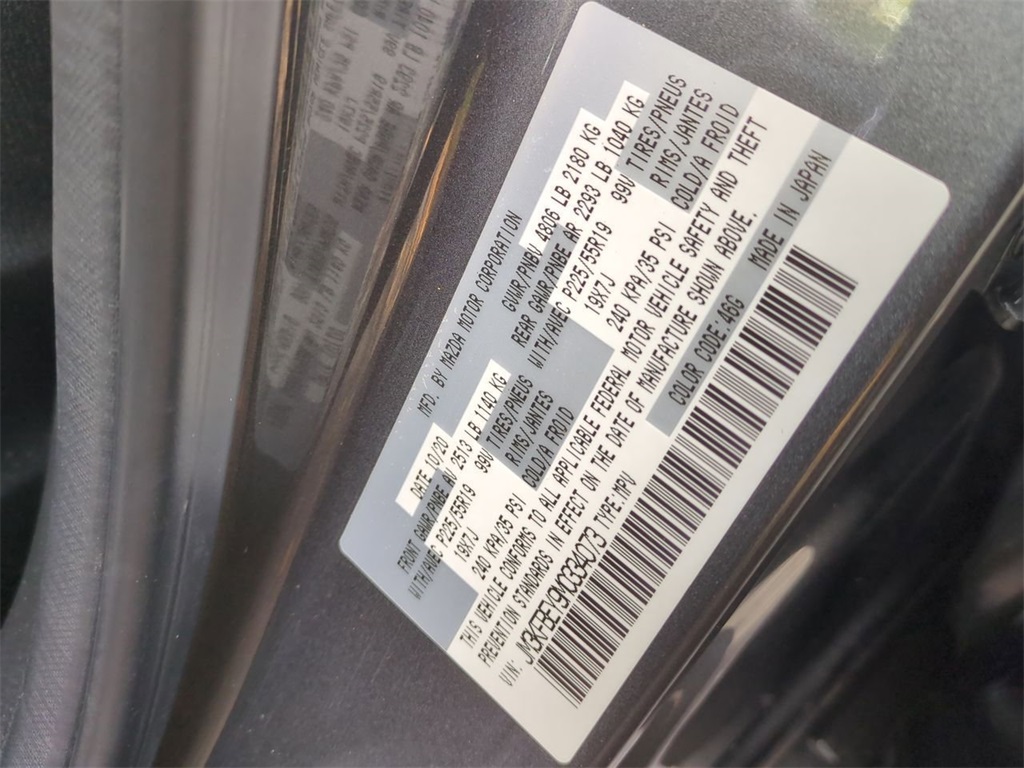 MFD. BY MAZDA MOTOR CORPORATION
DATE 11/20 GVWR/PNBV 4806 LB 2180 KG
FRONT GAWR/PNBE AV 2513 LB 1140 KG REAR GAWR/PNBE AR 2293 LB 1040 KG
WITH/AVEC P225/55R19 99V TIRES/PNEUS WITH/AVEC P225/55R19 99V TIRES/PNEUS
19X7J RIMS/JANTES 19X7J RIMS/JANTES
240 KPA/35 PSI COLD/A FROID 240 KPA/35 PSI COLD/A FROID
THIS VEHICLE CONFORMS TO ALL APPLICABLE FEDERAL MOTOR VEHICLE SAFETY AND THEFT
PREVENTION STANDARDS IN EFFECT ON THE DATE OF MANUFACTURE SHOWN ABOVE.
VIN: TYPE:MPV COLOR CODE:46G MADE IN JAPAN